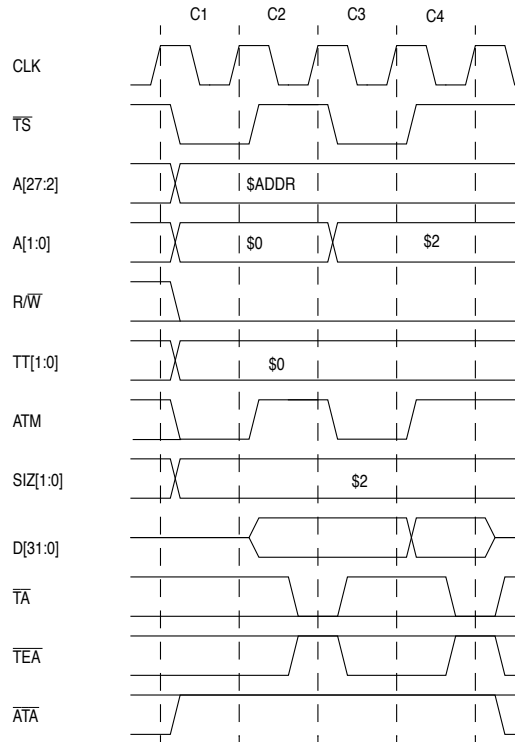 C1 C2 C3 C4
CLK
TS
A[27:2] $ADDR
A[1:0] $0 $2
R/W
TT[1:0] $0
ATM
SIZ[1:0] $2
D[31:0]
TA
TEA
ATA